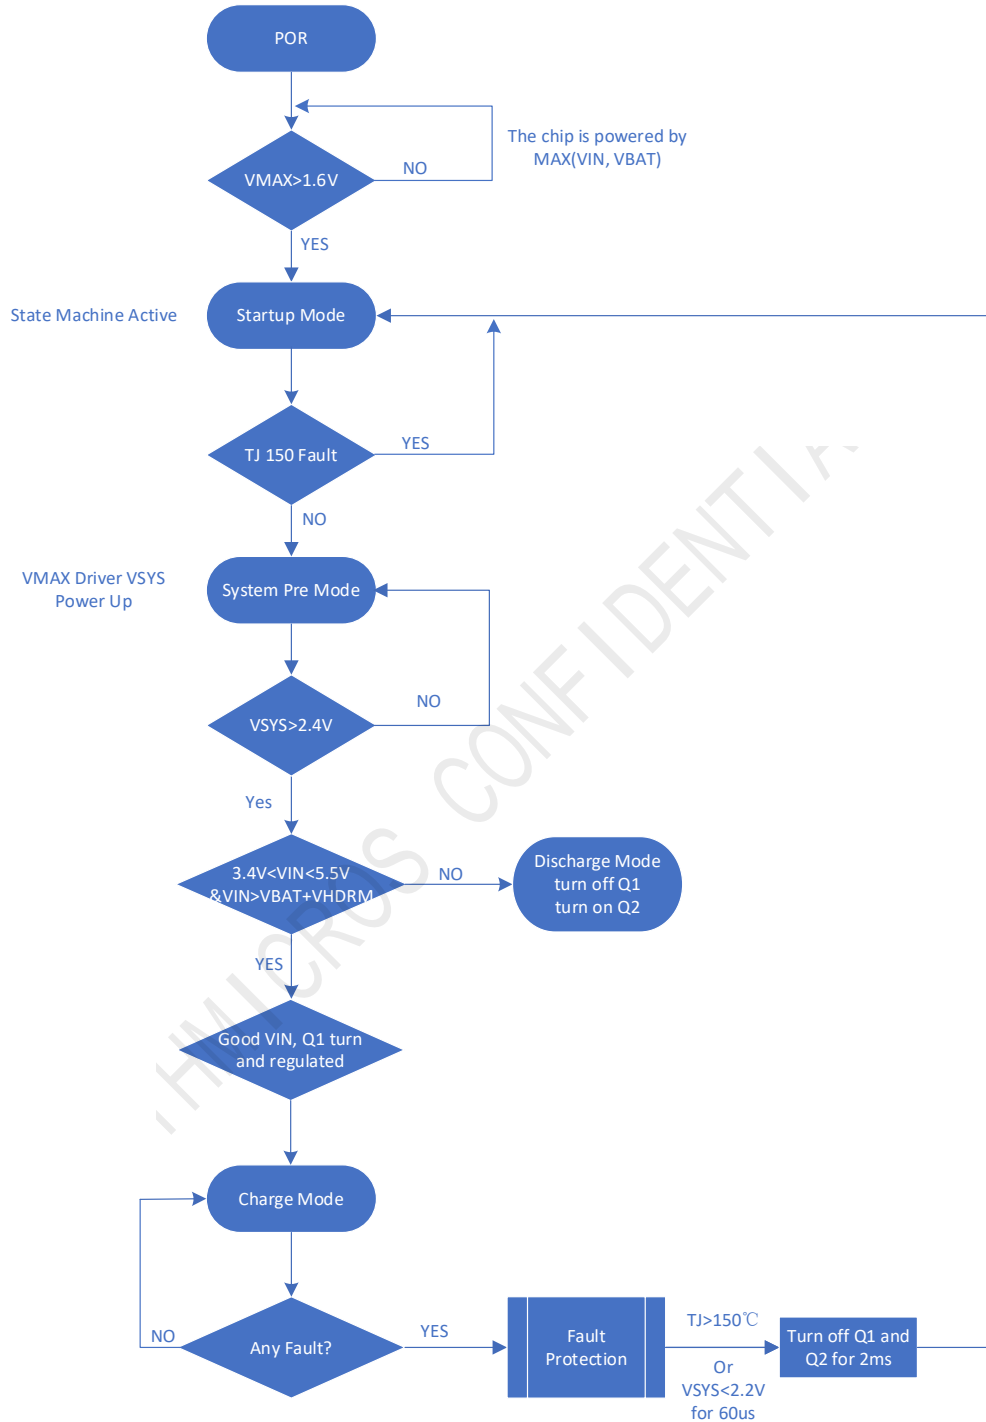 POR
The chip is powered by
MAX(VIN, VBAT)
VMAX>1.6V
NO
YES
State Machine Active
Startup Mode
TJ 150 Fault
YES
NO
VMAX Driver VSYS
Power Up
System Pre Mode
NO
VSYS>2.4V
Yes
3.4V<VIN<5.5V
&VIN>VBAT+VHDRM
NO
Discharge Mode
turn off Q1
turn on Q2
YES
Good VIN, Q1 turn
and regulated
Charge Mode
NO
Any Fault?
YES
Fault
Protection
TJ>150℃
Or
VSYS<2.2V
for 60us
Turn off Q1 and
Q2 for 2ms
HMICROS CONFIDENTIA